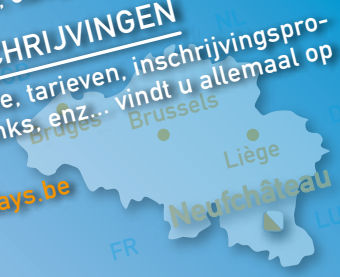 CHRIJVINGEN
NL
e, tarieven, inschrijvingspro-
nks, enz... vindt u allemaal op
Bruges
Brussels
Liège
ays.be
Neufchâteau
LU
FR